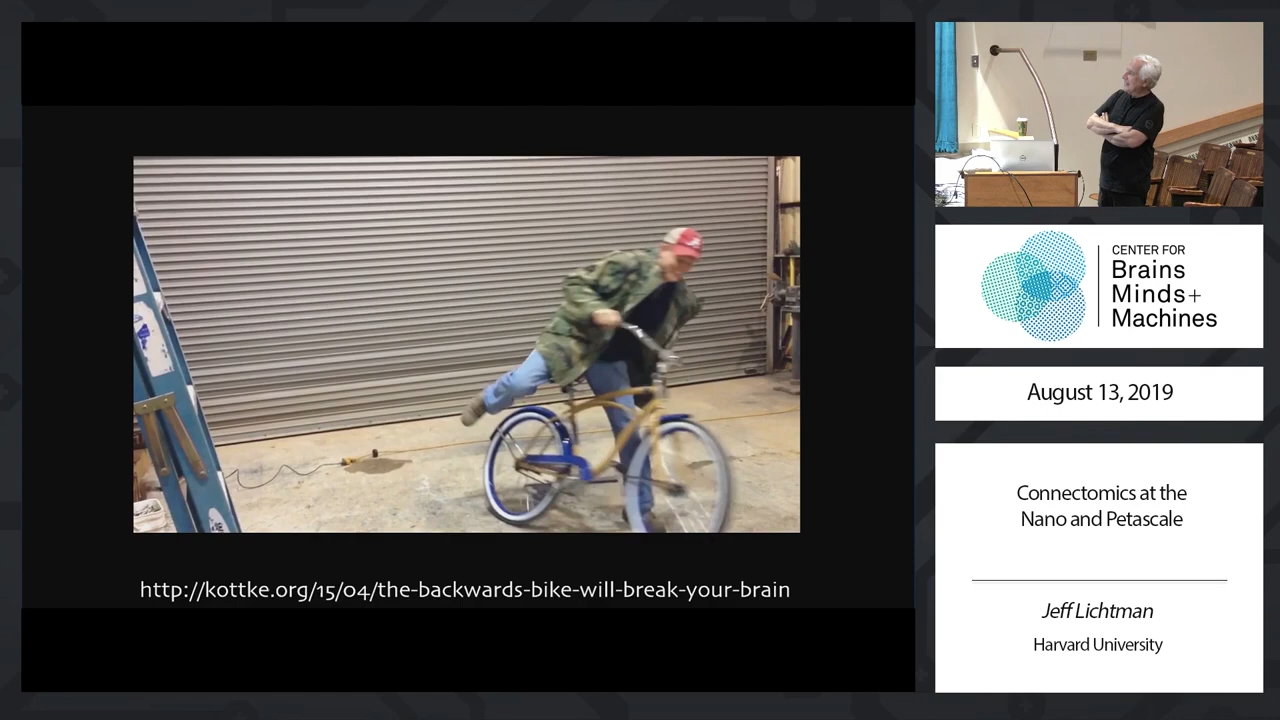 http://kottke.org/15/04/the-backwards-bike-will-break-your-brain
CENTER FOR
Brains
Minds+
Machines
August 13, 2019
Connectomics at the
Nano and Petascale
Jeff Lichtman
Harvard University